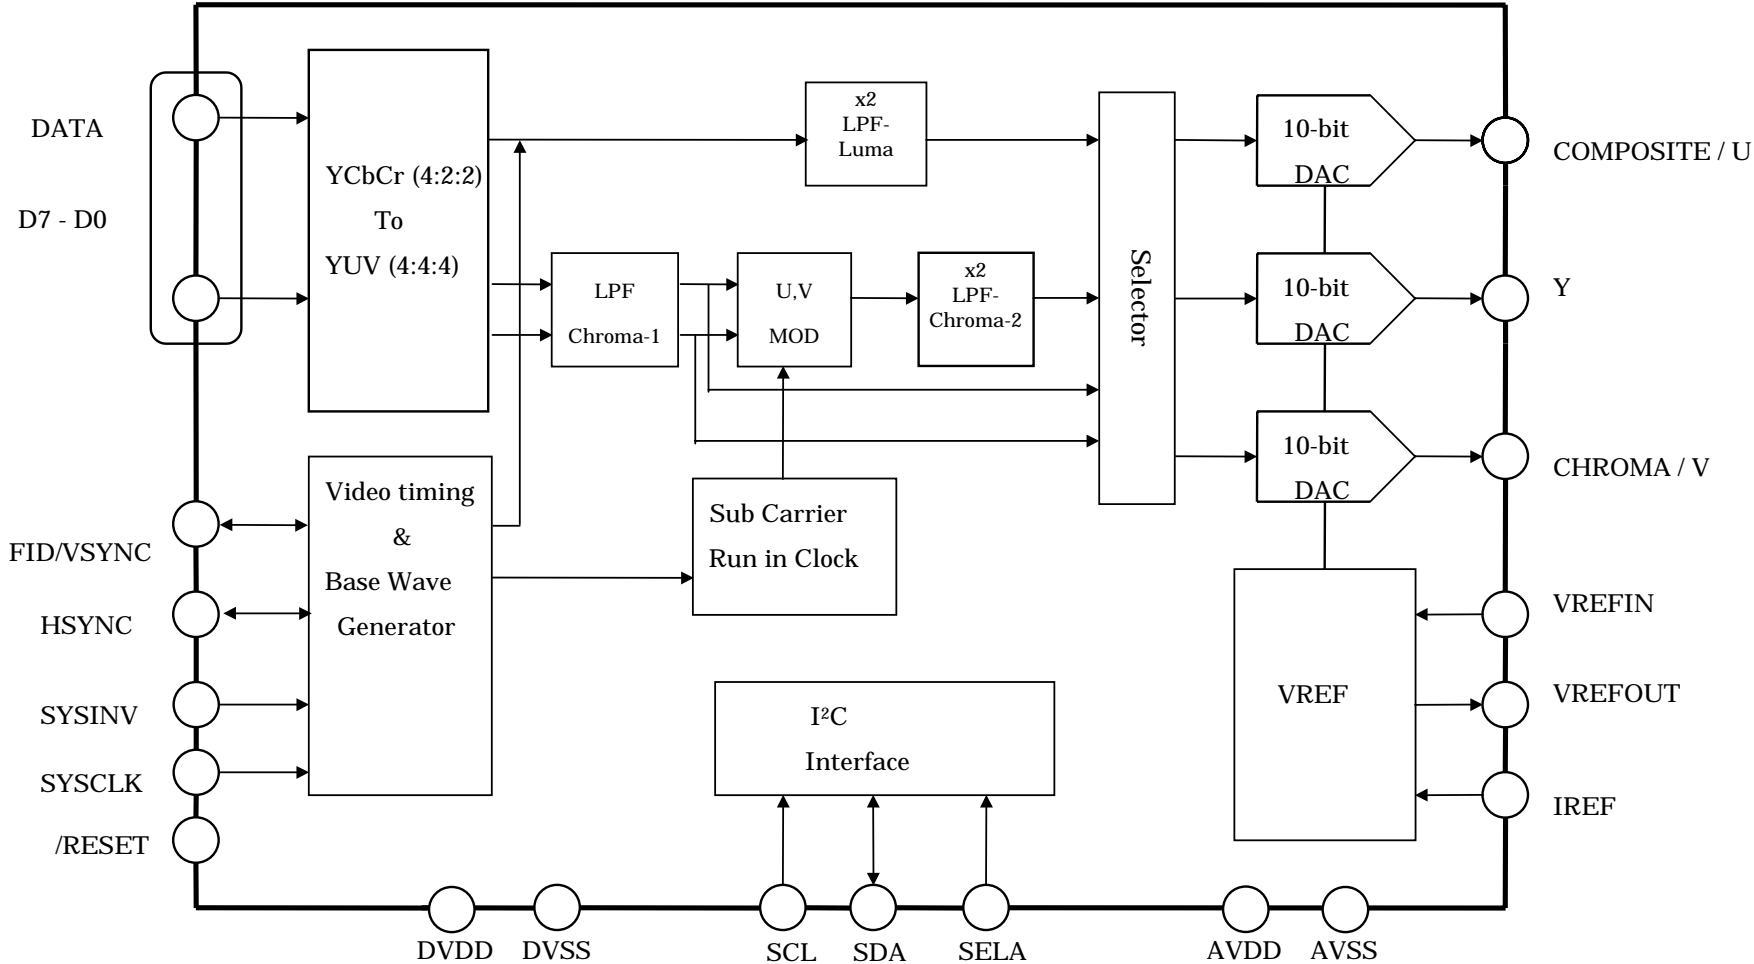 DATA
D7 - D0
FID/VSYNC
HSYNC
SYSINV
SYSCLK
/RESET
YCbCr (4:2:2)
To
YUV (4:4:4)
Video timing
&
Base Wave
Generator
LPF
Chroma-1
U,V
MOD
x2
LPF-
Luma
x2
LPF-
Chroma-2
Sub Carrier
Run in Clock
I²C
Interface
Selector
10-bit
DAC
10-bit
DAC
10-bit
DAC
VREF
COMPOSITE / U
Y
CHROMA / V
VREFIN
VREFOUT
IREF
DVDD
DVSS
SCL
SDA
SELA
AVDD
AVSS